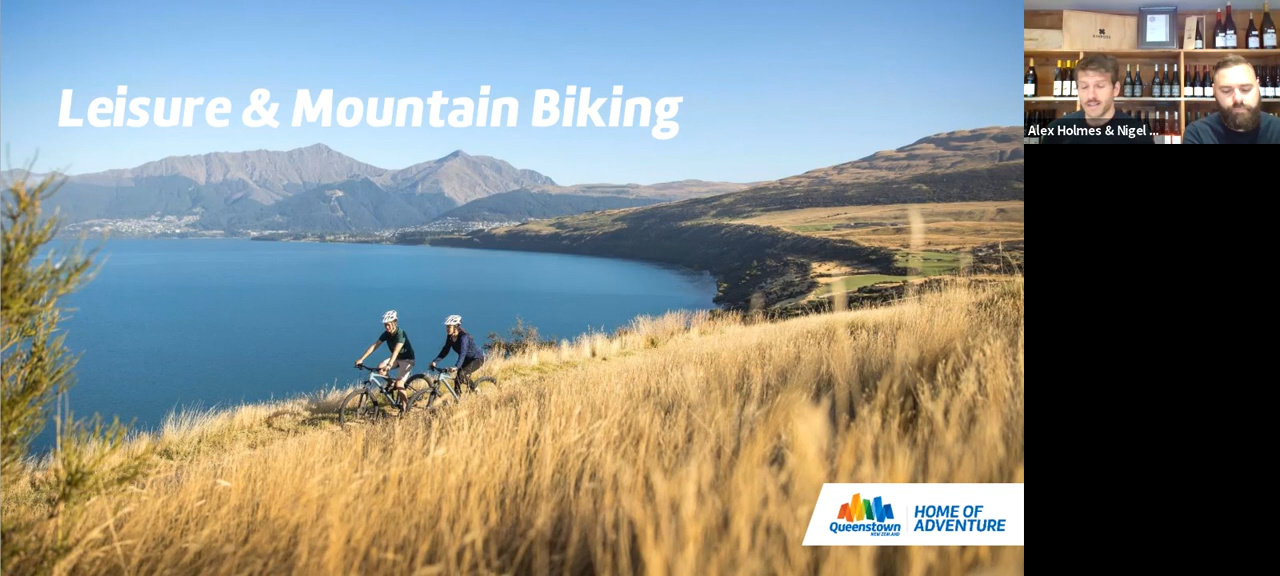 Leisure & Mountain Biking
Alex Holmes & Nigel ...
Queenstown
NEW ZEALAND
HOME OF
ADVENTURE